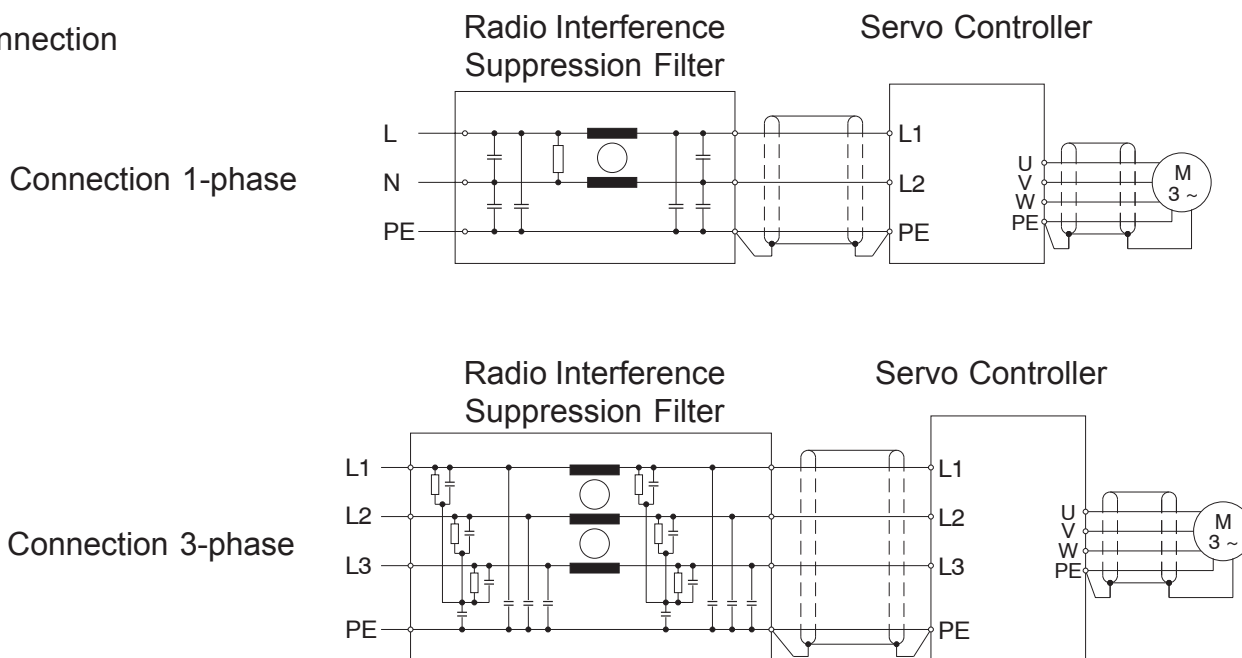 nnection
Radio Interference
Suppression Filter
Servo Controller
Connection 1-phase
L
N
PE
L1
L2
PE
U
V
W
PE
M
3 ~
Radio Interference
Suppression Filter
Servo Controller
Connection 3-phase
L1
L2
L3
PE
L1
L2
L3
PE
U
V
W
PE
M
3 ~